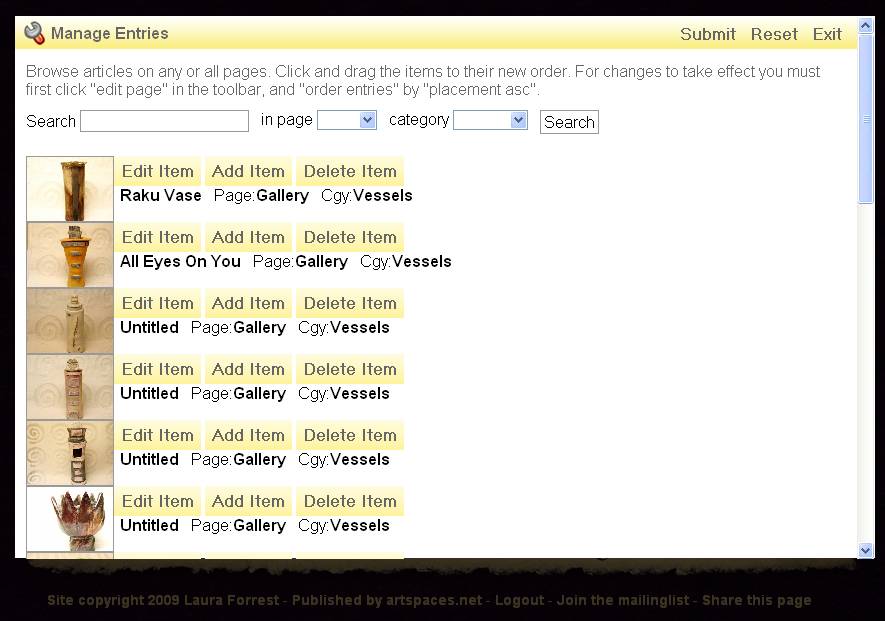 Manage Entries Submit Reset Exit
Browse articles on any or all pages. Click and drag the items to their new order. For changes to take effect you must
first click "edit page" in the toolbar, and "order entries" by "placement asc".
Search in page category Search
Edit Item Add Item Delete Item
Raku Vase Page:Gallery Cgy:Vessels
Edit Item Add Item Delete Item
All Eyes On You Page:Gallery Cgy:Vessels
Edit Item Add Item Delete Item
Untitled Page:Gallery Cgy:Vessels
Edit Item Add Item Delete Item
Untitled Page:Gallery Cgy:Vessels
Edit Item Add Item Delete Item
Untitled Page:Gallery Cgy:Vessels
Edit Item Add Item Delete Item
Untitled Page:Gallery Cgy:Vessels
Site copyright 2009 Laura Forrest - Published by artspaces.net - Logout - Join the mailinglist - Share this page